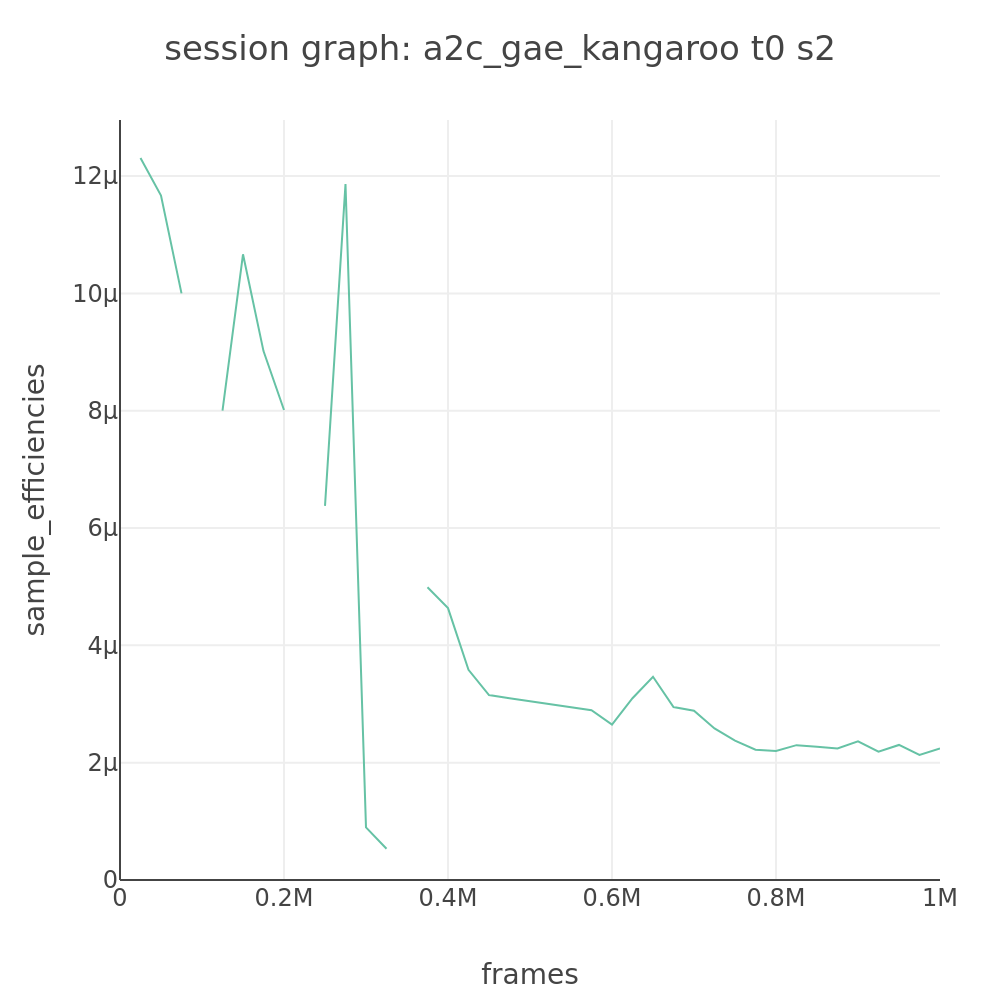 session graph: a2c_gae_kangaroo t0 s2
sample_efficiencies
12μ
10μ
8μ
6μ
4μ
2μ
0
0
0.2M
0.4M
0.6M
0.8M
1M
frames